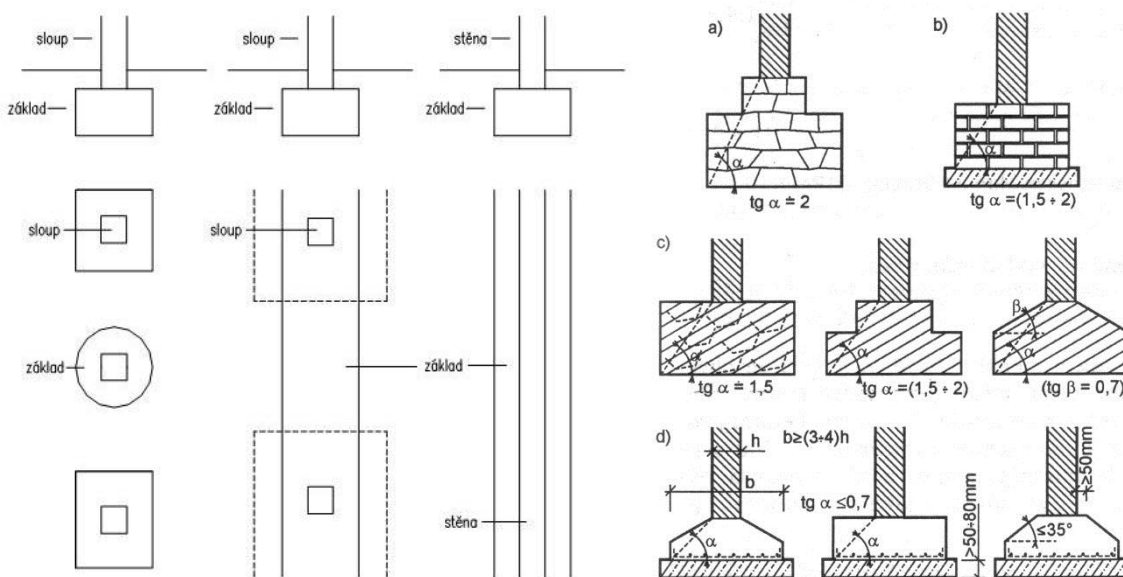 sloup
sloup
stěna
základ
základ
základ
sloup
sloup
základ
základ
stěna
a)
α
tg α ≐ 2
b)
α
tg α =(1,5 ÷ 2)
c)
α
tg α ≐ 1,5
α
tg α =(1,5 ÷ 2)
β
α
(tg β = 0,7)
d)
h
b≥(3÷4)h
b
α
tg α ≤0,7
α
>50÷80mm
≥50mm
≤35°